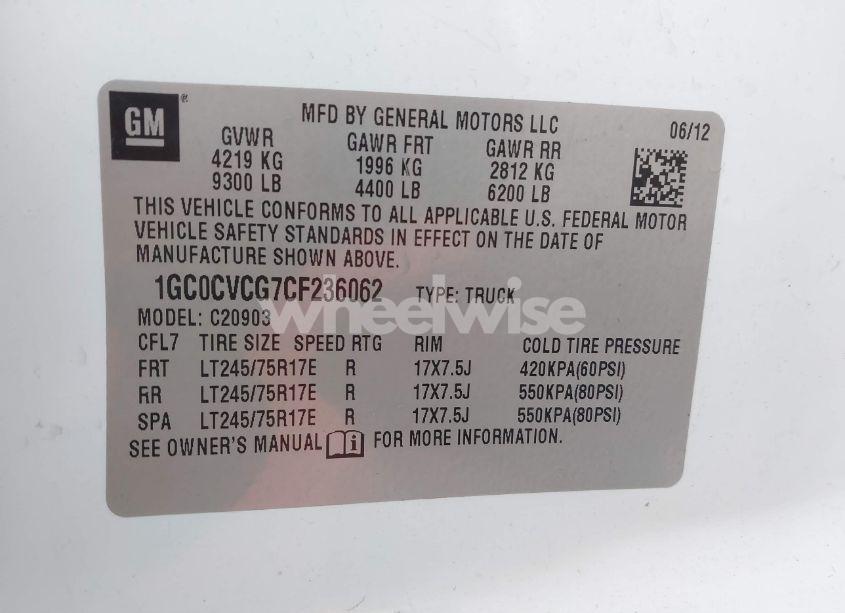 GM ®
MFD BY GENERAL MOTORS LLC 06/12
GVWR GAWR FRT GAWR RR
4219 KG 1996 KG 2812 KG
9300 LB 4400 LB 6200 LB
THIS VEHICLE CONFORMS TO ALL APPLICABLE U.S. FEDERAL MOTOR
VEHICLE SAFETY STANDARDS IN EFFECT ON THE DATE OF
MANUFACTURE SHOWN ABOVE.
1GC0CVCG7CF236062 TYPE: TRUCK
wheelwise
MODEL: C20903
CFL7 TIRE SIZE SPEED RTG RIM COLD TIRE PRESSURE
FRT LT245/75R17E R 17X7.5J 420KPA(60PSI)
RR LT245/75R17E R 17X7.5J 550KPA(80PSI)
SPA LT245/75R17E R 17X7.5J 550KPA(80PSI)
SEE OWNER'S MANUAL i FOR MORE INFORMATION.